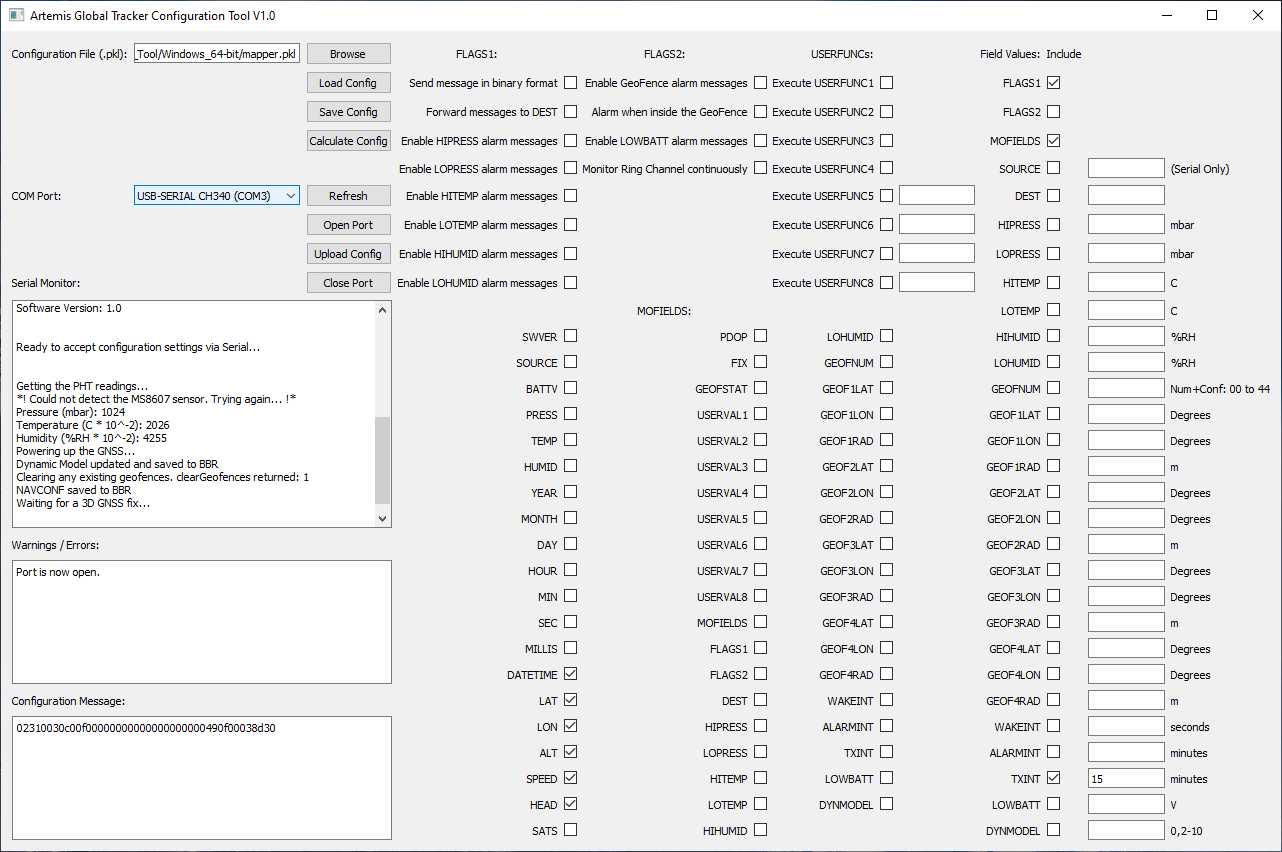 Artemis Global Tracker Configuration Tool V1.0
Configuration File (.pkl): _Tool/Windows_64-bit/mapper.pkl Browse FLAGS1: FLAGS2: USERFUNCs: Field Values: Include
Load Config Send message in binary format Enable GeoFence alarm messages Execute USERFUNC1 FLAGS1
Save Config Forward messages to DEST Alarm when inside the GeoFence Execute USERFUNC2 FLAGS2
Calculate Config Enable HIPRESS alarm messages Enable LOWBATT alarm messages Execute USERFUNC3 MOFIELDS
Enable LOPRESS alarm messages Monitor Ring Channel continuously Execute USERFUNC4 SOURCE (Serial Only)
COM Port: USB-SERIAL CH340 (COM3) Refresh Enable HITEMP alarm messages Execute USERFUNC5 DEST
Open Port Enable LOTEMP alarm messages Execute USERFUNC6 HIPRESS mbar
Upload Config Enable HIHUMID alarm messages Execute USERFUNC7 LOPRESS mbar
Serial Monitor: Close Port Enable LOHUMID alarm messages Execute USERFUNC8 HITEMP C
Software Version: 1.0
Ready to accept configuration settings via Serial...
Getting the PHT readings...
*! Could not detect the MS8607 sensor. Trying again... !*
Pressure (mbar): 1024
Temperature (C * 10^-2): 2026
Humidity (%RH * 10^-2): 4255
Powering up the GNSS...
Dynamic Model updated and saved to BBR
Clearing any existing geofences. clearGeofences returned: 1
NAVCONF saved to BBR
Waiting for a 3D GNSS fix...
Warnings / Errors:
Port is now open.
Configuration Message:
02310030c00f00000000000000000000490f00038d30
MOFIELDS: LOTEMP C
SWVER PDOP LOHUMID HIHUMID %RH
SOURCE FIX GEOFNUM LOHUMID %RH
BATTV GEOFSTAT GEOF1LAT GEOFNUM Num+Conf: 00 to 44
PRESS USERVAL1 GEOF1LON GEOF1LAT Degrees
TEMP USERVAL2 GEOF1RAD GEOF1LON Degrees
HUMID USERVAL3 GEOF2LAT GEOF1RAD m
YEAR USERVAL4 GEOF2LON GEOF2LAT Degrees
MONTH USERVAL5 GEOF2RAD GEOF2LON Degrees
DAY USERVAL6 GEOF3LAT GEOF2RAD m
HOUR USERVAL7 GEOF3LON GEOF3LAT Degrees
MIN USERVAL8 GEOF3RAD GEOF3LON Degrees
SEC MOFIELDS GEOF4LAT GEOF3RAD m
MILLIS FLAGS1 GEOF4LON GEOF4LAT Degrees
DATETIME FLAGS2 GEOF4RAD GEOF4LON Degrees
LAT DEST WAKEINT GEOF4RAD m
LON HIPRESS ALARMINT WAKEINT seconds
ALT LOPRESS TXINT ALARMINT minutes
SPEED HITEMP LOWBATT TXINT 15 minutes
HEAD LOTEMP DYNMODEL LOWBATT V
SATS HIHUMID DYNMODEL 0,2-10